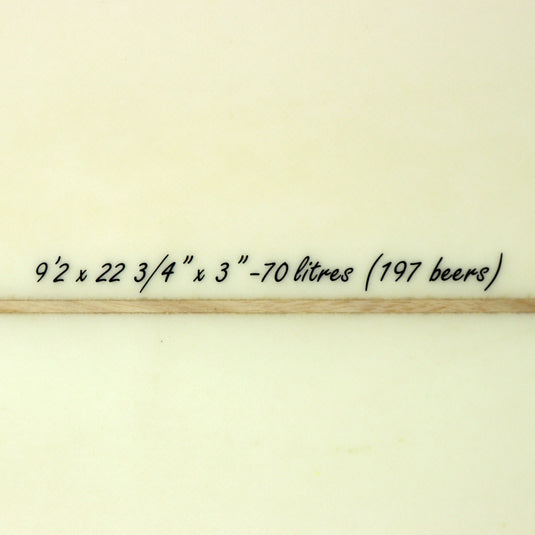 9'2 x 22 3/4" x 3" -70 litres (197 beers)